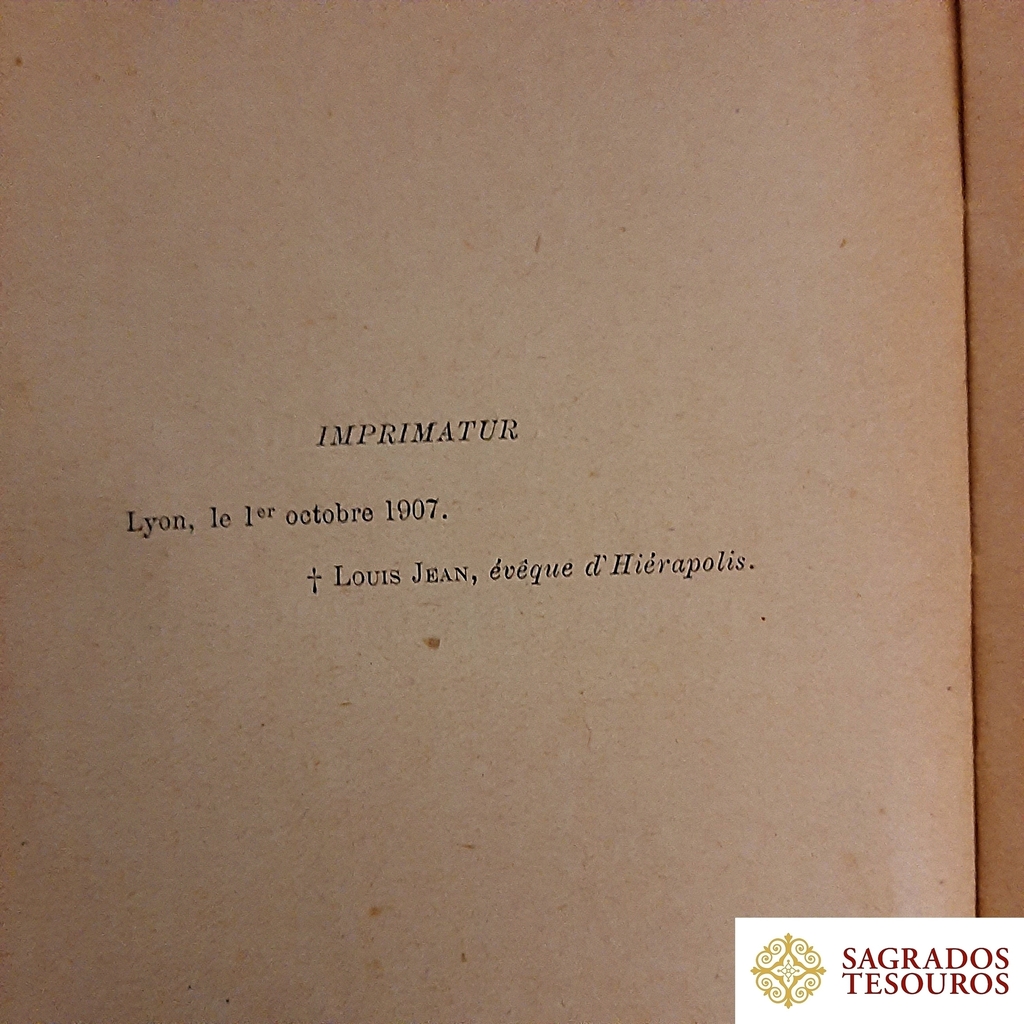 IMPRIMATUR
Lyon, le 1er octobre 1907.
† Louis Jean, évêque d'Hiérapolis.
SAGRADOS
TESOUROS